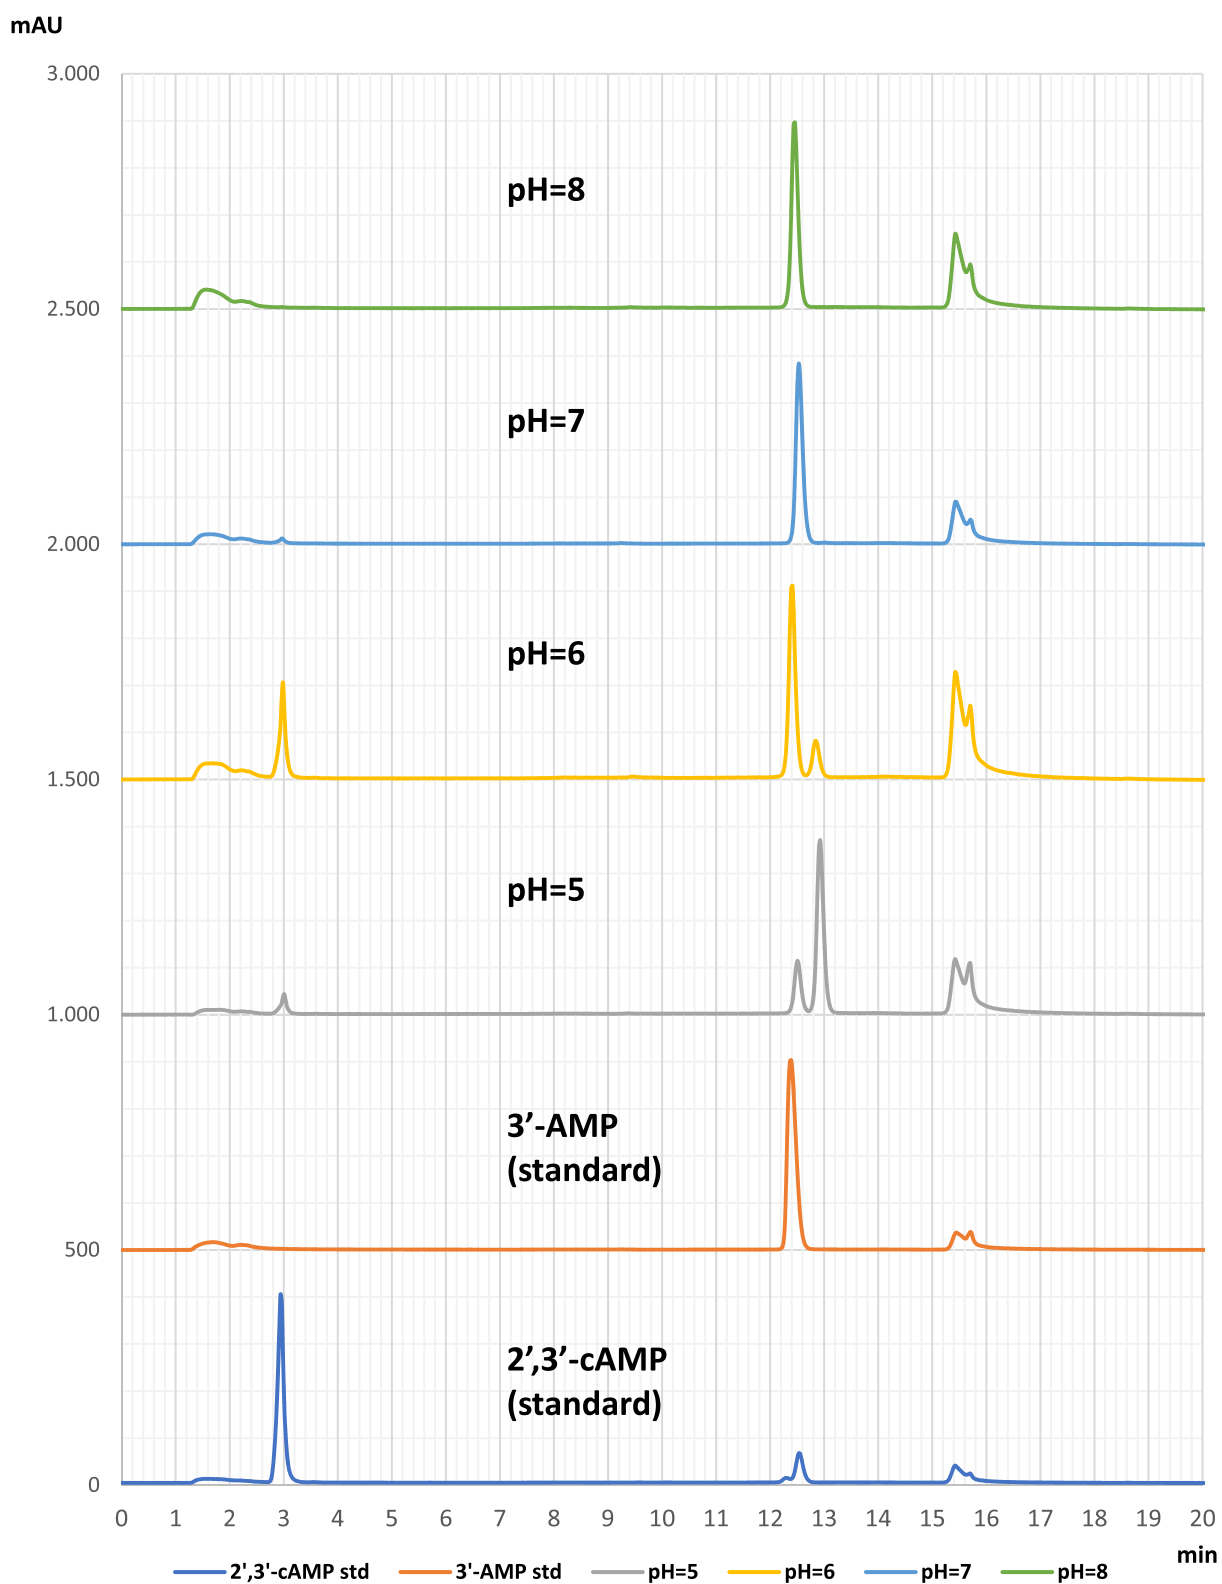 mAU
3.000
pH=8
2.500
pH=7
2.000
pH=6
1.500
pH=5
1.000
3’-AMP
(standard)
500
2’,3’-cAMP
(standard)
0
0 1 2 3 4 5 6 7 8 9 10 11 12 13 14 15 16 17 18 19 20
min
2',3'-cAMP std 3'-AMP std pH=5 pH=6 pH=7 pH=8